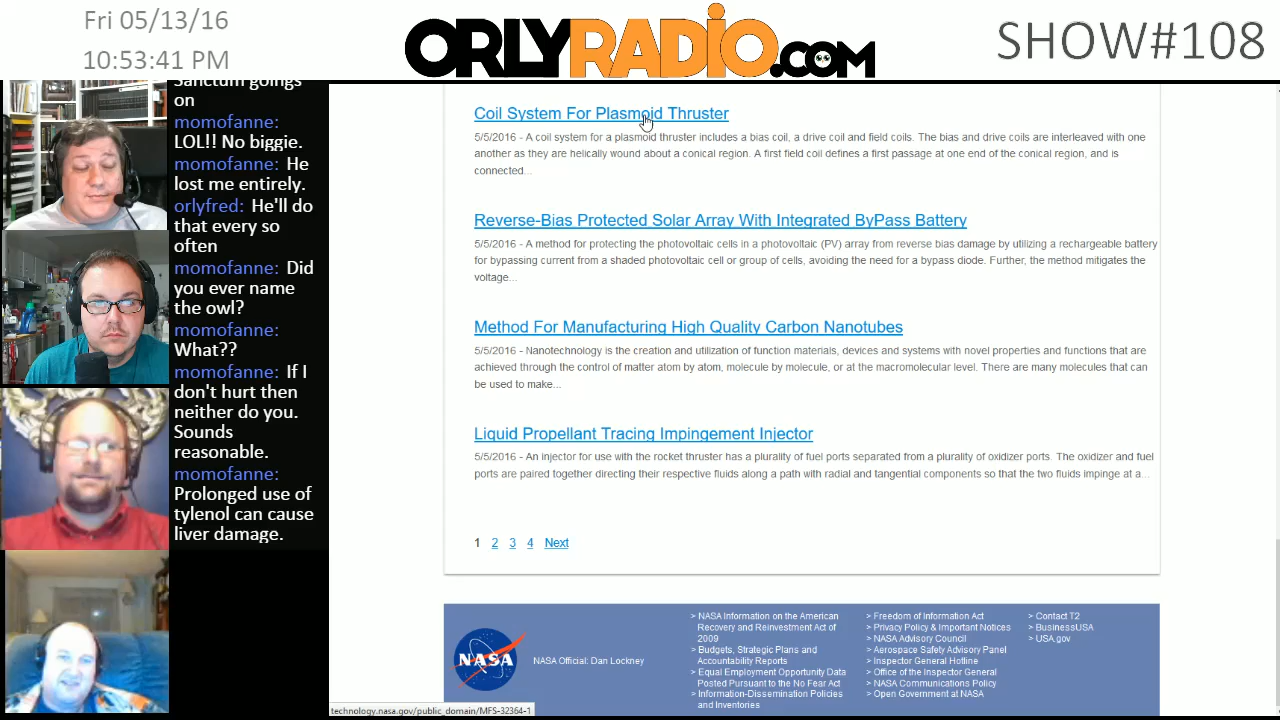 Fri 05/13/16
10:53:41 PM
ORLYRADIO.COM
SHOW#108
Sanctum goings
on
momofanne:
LOL!! No biggie.
momofanne: He
lost me entirely.
orlyfred: He'll do
that every so
often
momofanne: Did
you ever name
the owl?
momofanne:
What??
momofanne: If I
don't hurt then
neither do you.
Sounds
reasonable.
momofanne:
Prolonged use of
tylenol can cause
liver damage.
Coil System For Plasmoid Thruster
5/5/2016 - A coil system for a plasmoid thruster includes a bias coil, a drive coil and field coils. The bias and drive coils are interleaved with one
another as they are helically wound about a conical region. A first field coil defines a first passage at one end of the conical region, and is
connected...
Reverse-Bias Protected Solar Array With Integrated ByPass Battery
5/5/2016 - A method for protecting the photovoltaic cells in a photovoltaic (PV) array from reverse bias damage by utilizing a rechargeable battery
for bypassing current from a shaded photovoltaic cell or group of cells, avoiding the need for a bypass diode. Further, the method mitigates the
voltage...
Method For Manufacturing High Quality Carbon Nanotubes
5/5/2016 - Nanotechnology is the creation and utilization of function materials, devices and systems with novel properties and functions that are
achieved through the control of matter atom by atom, molecule by molecule, or at the macromolecular level. There are many molecules that can
be used to make...
Liquid Propellant Tracing Impingement Injector
5/5/2016 - An injector for use with the rocket thruster has a plurality of fuel ports separated from a plurality of oxidizer ports. The oxidizer and fuel
ports are paired together directing their respective fluids along a path with radial and tangential components so that the two fluids impinge at a...
1 2 3 4 Next
NASA
NASA Official: Dan Lockney
> NASA Information on the American
Recovery and Reinvestment Act of
2009
> Budgets, Strategic Plans and
Accountability Reports
> Equal Employment Opportunity Data
Posted Pursuant to the No Fear Act
> Information-Dissemination Policies
and Inventories
> Freedom of Information Act
> Privacy Policy & Important Notices
> NASA Advisory Council
> Aerospace Safety Advisory Panel
> Inspector General Hotline
> Office of the Inspector General
> NASA Communications Policy
> Open Government at NASA
> Contact T2
> BusinessUSA
> USA.gov
technology.nasa.gov/public_domain/MFS-32364-1